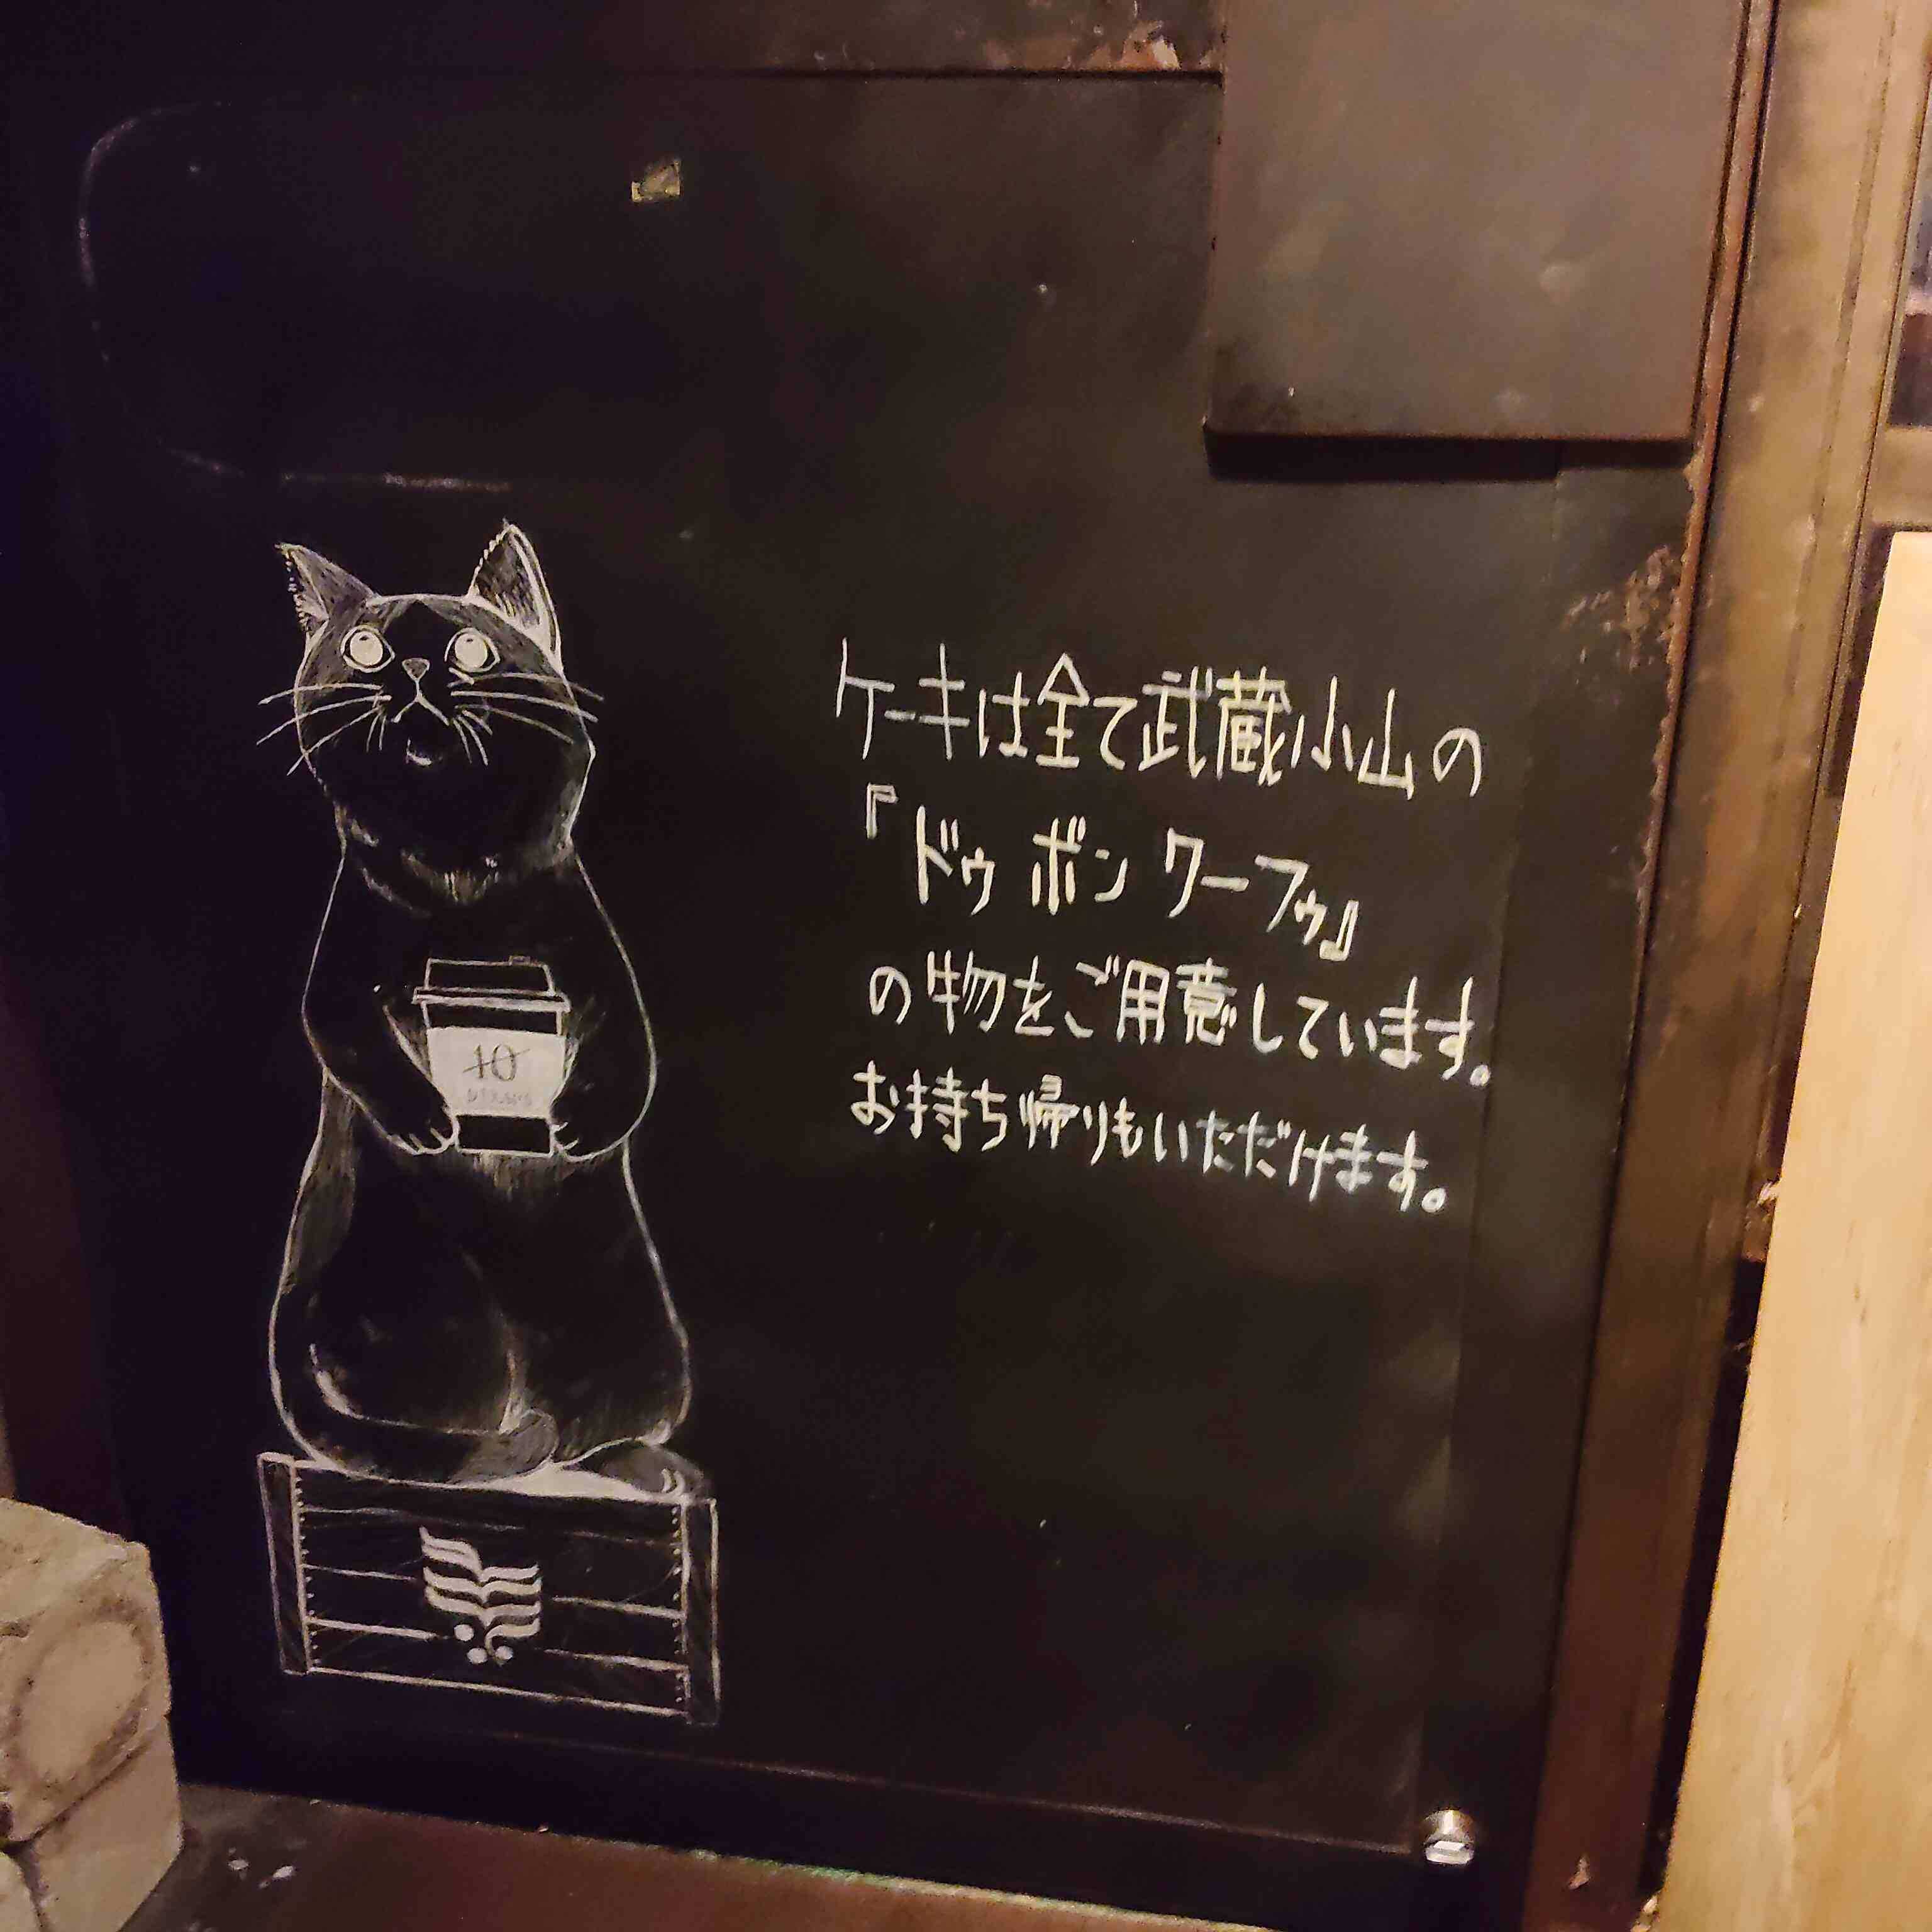 ケーキは全て武蔵小山の
『ドゥ ボン クーフゥ』
の物をご用意しています。
お持ち帰りもいただけます。
10